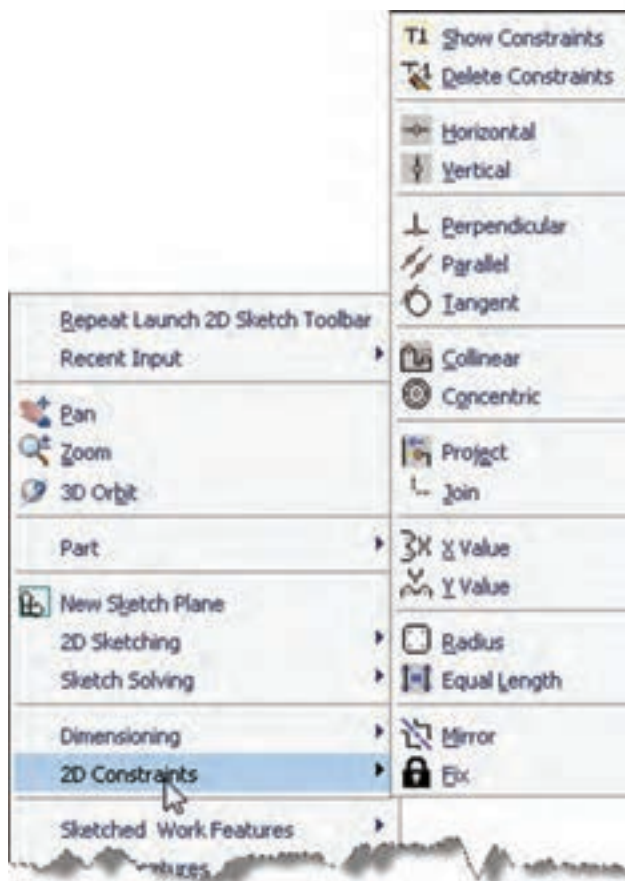 Repeat Launch 2D Sketch Toolbar
Recent Input
Pan
Zoom
3D Orbit
Part
New Sketch Plane
2D Sketching
Sketch Solving
Dimensioning
2D Constraints
Sketched Work Features
Show Constraints
Delete Constraints
Horizontal
Vertical
Perpendicular
Parallel
Tangent
Collinear
Concentric
Project
Join
X Value
Y Value
Radius
Equal Length
Mirror
Fix